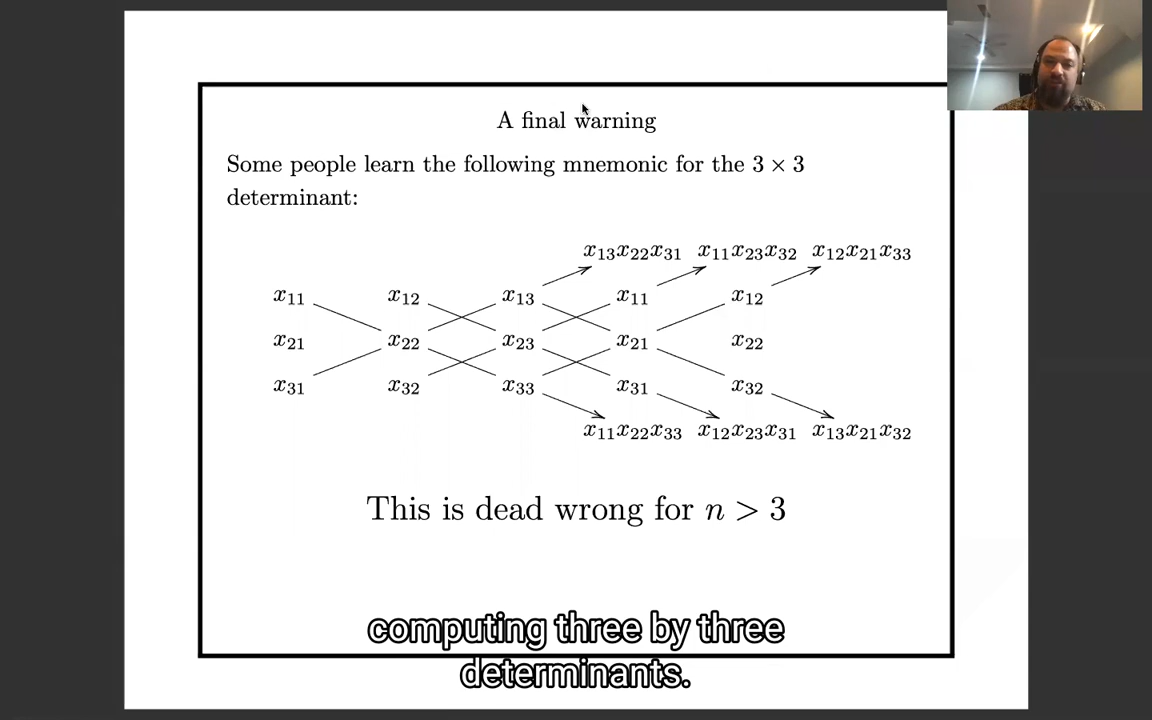 A final warning
Some people learn the following mnemonic for the 3 × 3
determinant:
x₁₃x₂₂x₃₁ x₁₁x₂₃x₃₂ x₁₂x₂₁x₃₃
x₁₁ x₁₂ x₁₃ x₁₁ x₁₂
x₂₁ x₂₂ x₂₃ x₂₁ x₂₂
x₃₁ x₃₂ x₃₃ x₃₁ x₃₂
x₁₁x₂₂x₃₃ x₁₂x₂₃x₃₁ x₁₃x₂₁x₃₂
This is dead wrong for n > 3
computing three by three
determinants.